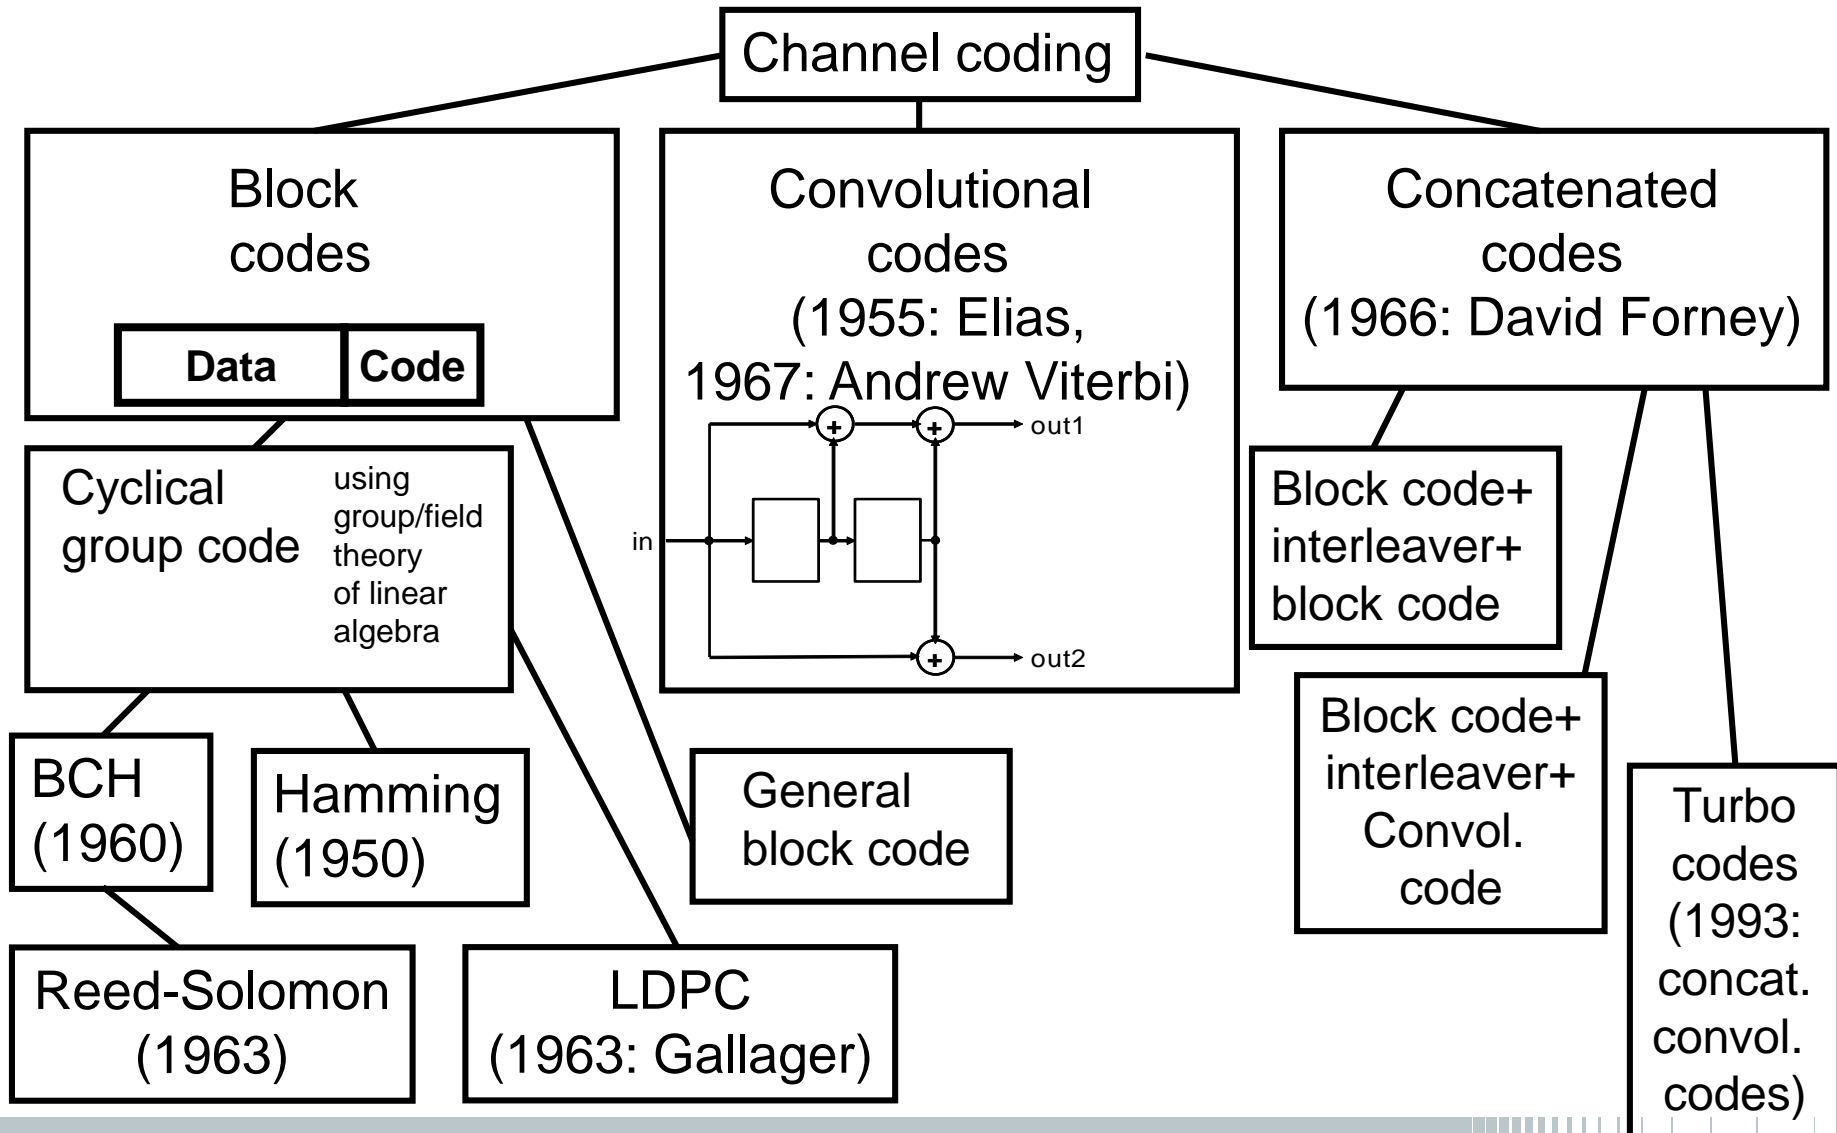 Channel coding
Block
codes
Data Code
Convolutional
codes
(1955: Elias,
1967: Andrew Viterbi)
+ + out1
in
+ out2
Concatenated
codes
(1966: David Forney)
Cyclical
group code
using
group/field
theory
of linear
algebra
Block code+
interleaver+
block code
Block code+
interleaver+
Convol.
code
BCH
(1960)
Hamming
(1950)
General
block code
Turbo
codes
(1993:
concat.
convol.
codes)
Reed-Solomon
(1963)
LDPC
(1963: Gallager)